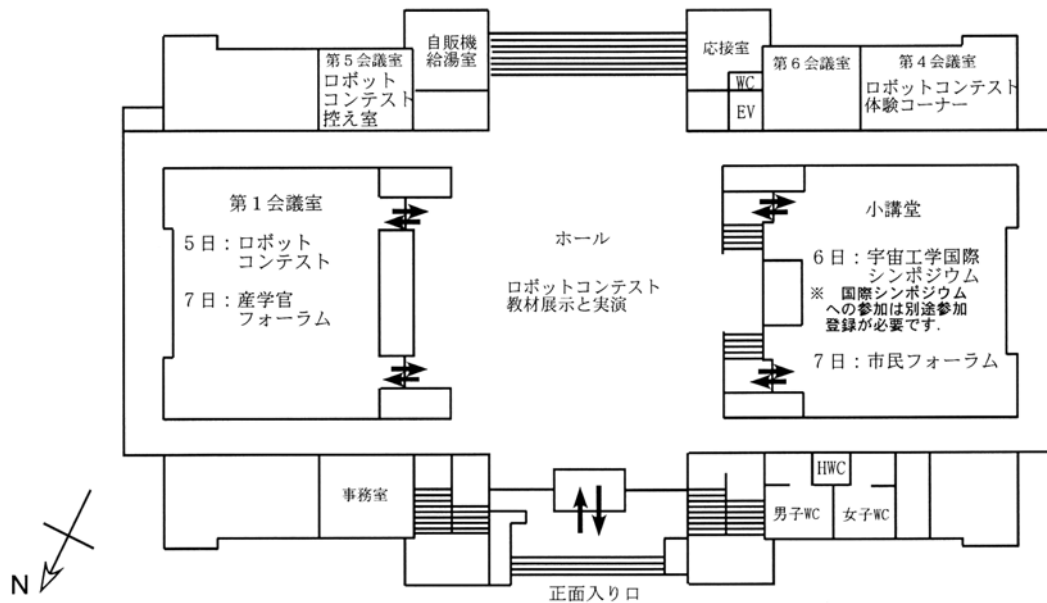 自販機
給湯室
応接室
第5会議室
ロボット
コンテスト
控え室
WC
EV
第6会議室
第4会議室
ロボットコンテスト
体験コーナー
第1会議室
5日：ロボット
コンテスト
7日：産学官
フォーラム
ホール
ロボットコンテスト
教材展示と実演
小講堂
6日：宇宙工学国際
シンポジウム
※　国際シンポジウム
への参加は別途参加
登録が必要です.
7日：市民フォーラム
事務室
HWC
男子WC
女子WC
N
正面入り口